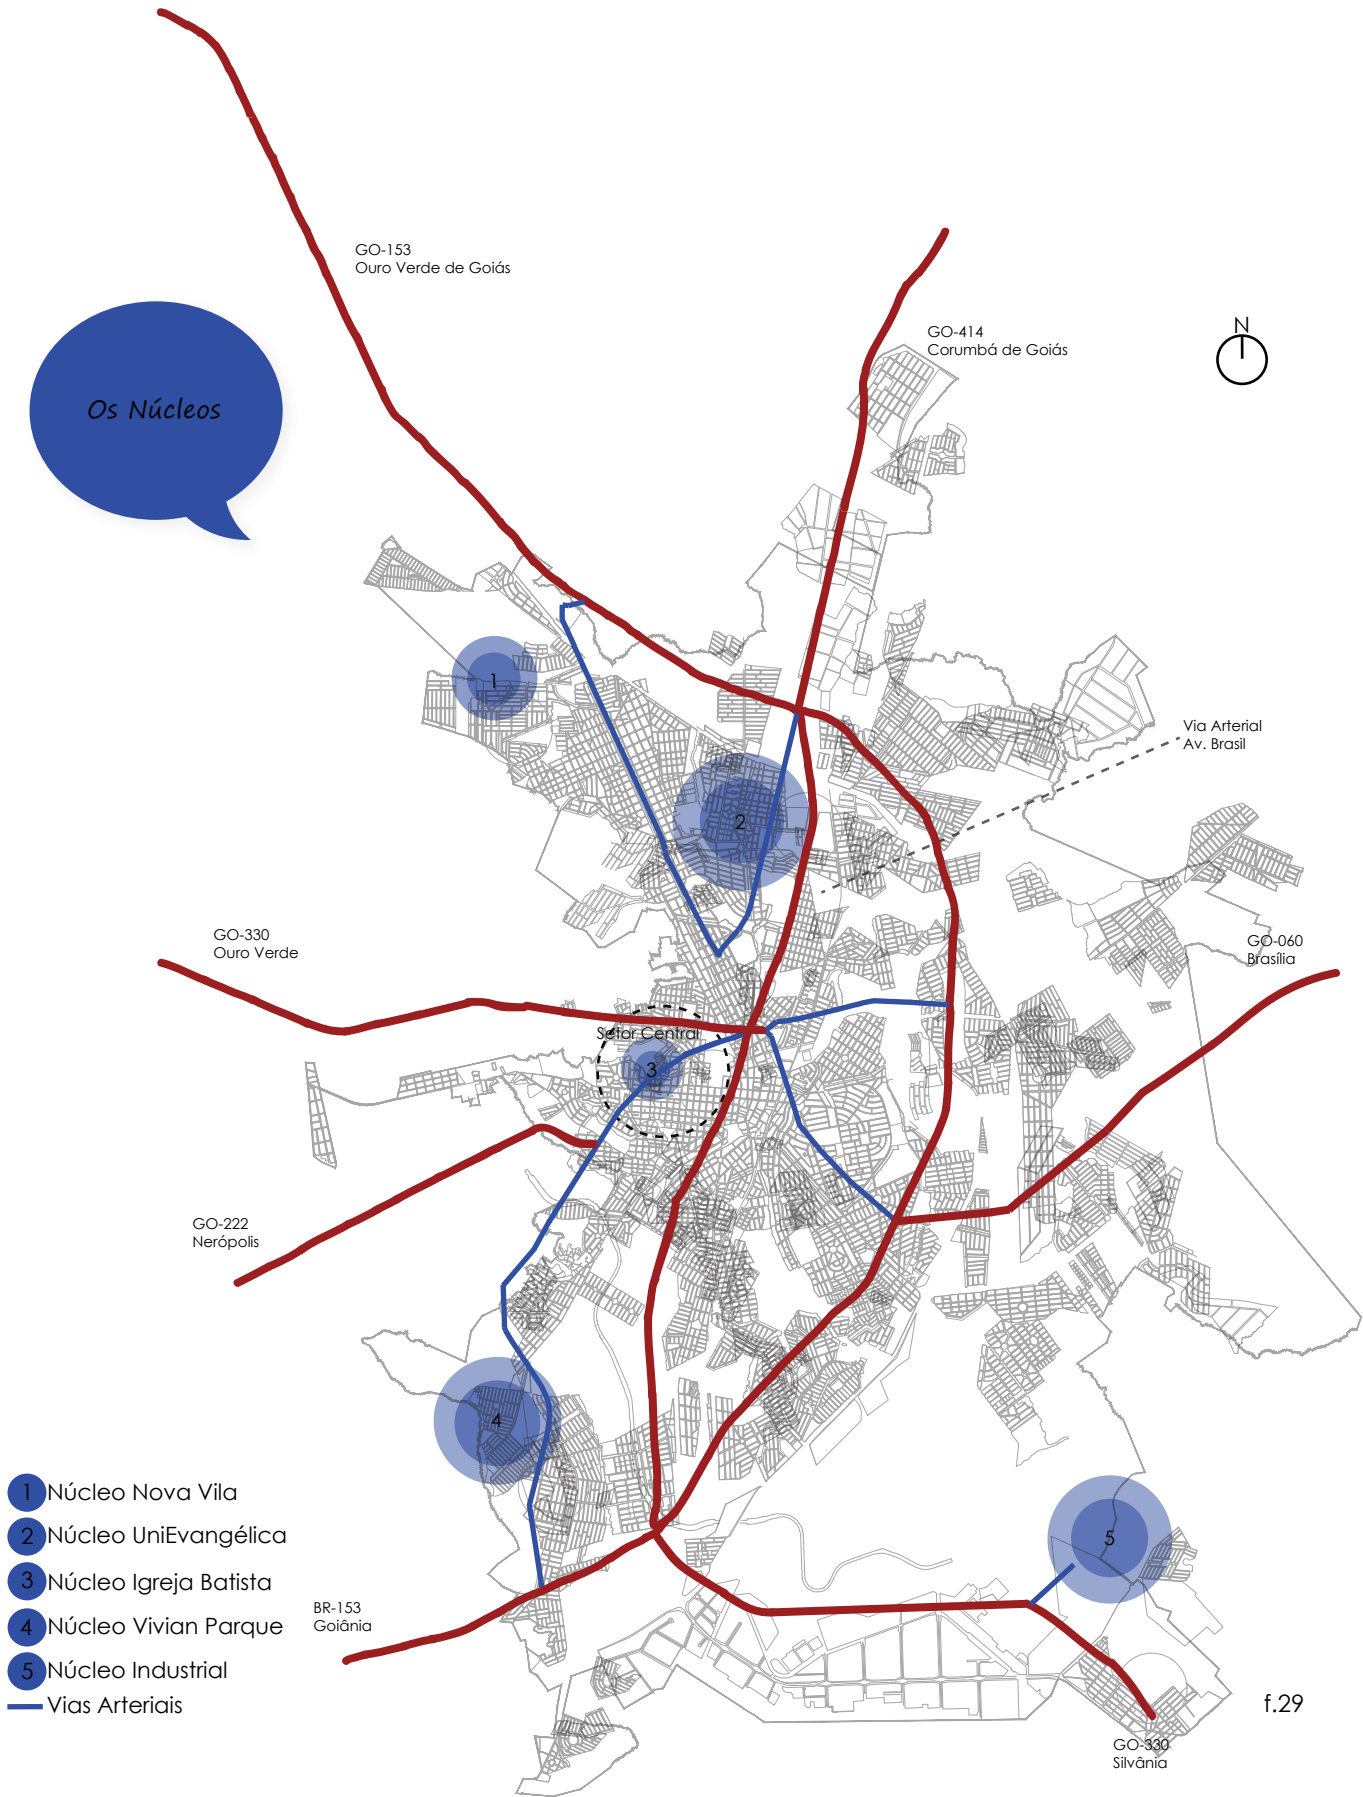 GO-153
Ouro Verde de Goiás
GO-414
Corumbá de Goiás
N
Os Núcleos
1
Via Arterial
Av. Brasil
2
GO-330
Ouro Verde
GO-060
Brasília
Setor Central
3
GO-222
Nerópolis
4
1 Núcleo Nova Vila
2 Núcleo UniEvangélica
3 Núcleo Igreja Batista
4 Núcleo Vivian Parque
5 Núcleo Industrial
Vias Arteriais
5
BR-153
Goiânia
f.29
GO-330
Silvânia